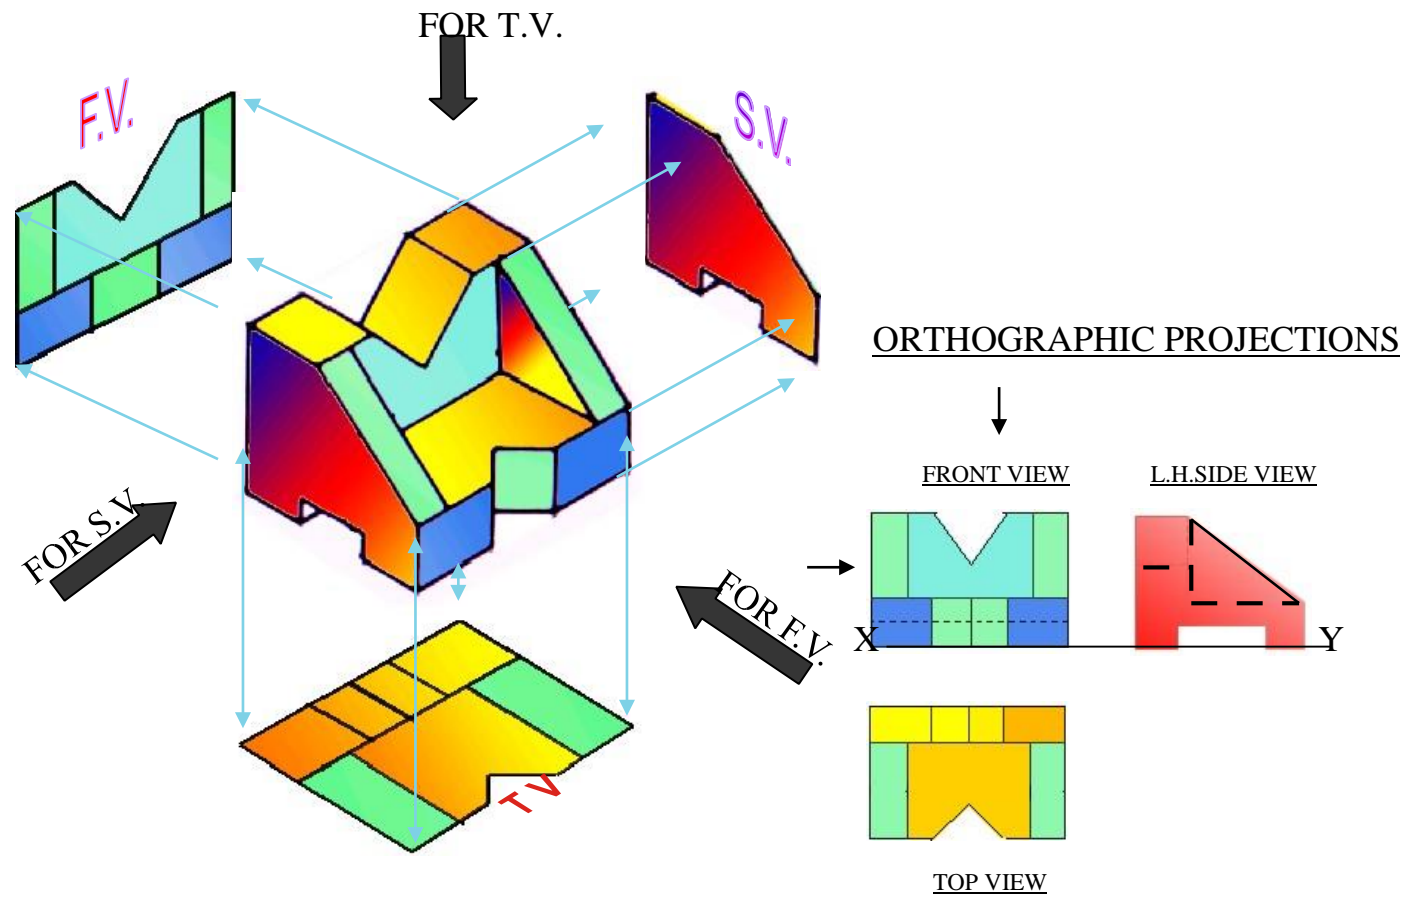 FOR T.V.
F.V.
S.V.
ORTHOGRAPHIC PROJECTIONS
FRONT VIEW
L.H.SIDE VIEW
FOR S.V.
FOR F.V.
X
Y
TV
TOP VIEW